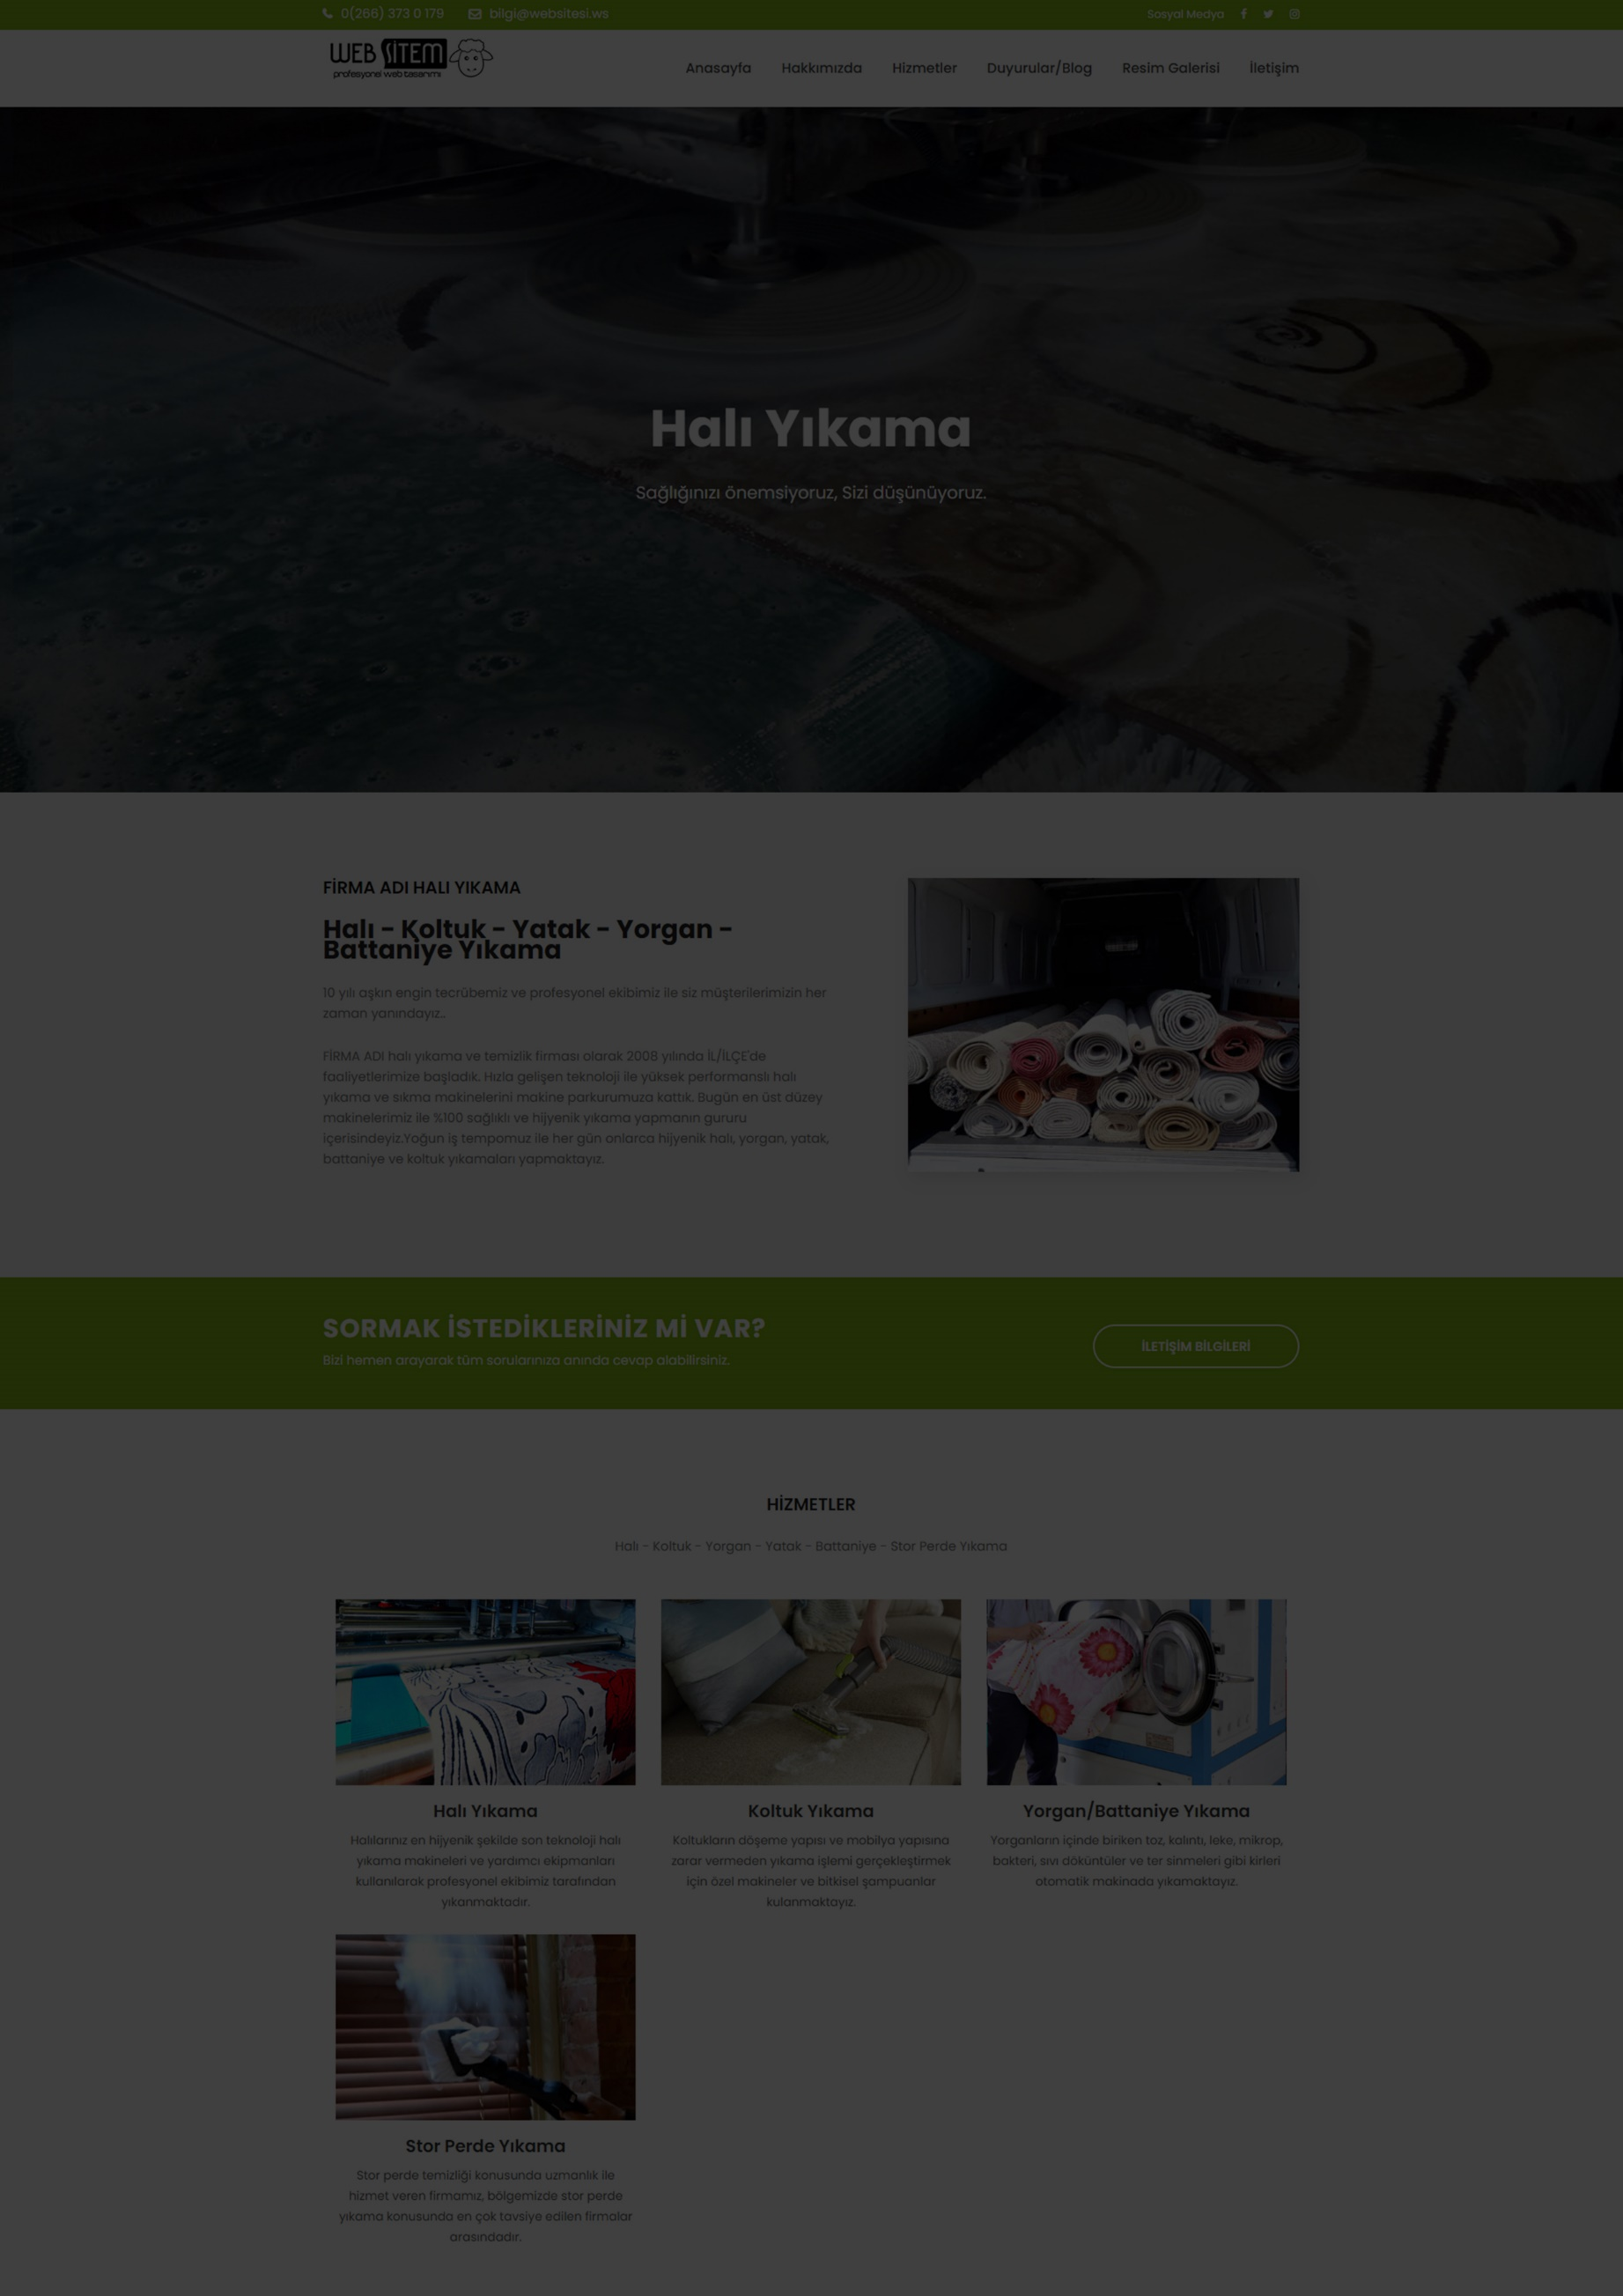 0(266) 373 0 179 bilgi@websitesi.ws Sosyal Medya
WEB SİTEM
profesyonel web tasarımı
Anasayfa Hakkımızda Hizmetler Duyurular/Blog Resim Galerisi İletişim
Halı Yıkama
Sağlığınızı önemsiyoruz, Sizi düşünüyoruz.
FİRMA ADI HALI YIKAMA
Halı - Koltuk - Yatak - Yorgan -
Battaniye Yıkama
10 yılı aşkın engin tecrübemiz ve profesyonel ekibimiz ile siz müşterilerimizin her
zaman yanındayız..
FİRMA ADI halı yıkama ve temizlik firması olarak 2008 yılında İL/İLÇE'de
faaliyetlerimize başladık. Hızla gelişen teknoloji ile yüksek performanslı halı
yıkama ve sıkma makinelerini makine parkurumuza kattık. Bugün en üst düzey
makinelerimiz ile %100 sağlıklı ve hijyenik yıkama yapmanın gururu
içerisindeyiz.Yoğun iş tempomuz ile her gün onlarca hijyenik halı, yorgan, yatak,
battaniye ve koltuk yıkamaları yapmaktayız.
SORMAK İSTEDİKLERİNİZ Mİ VAR?
Bizi hemen arayarak tüm sorularınıza anında cevap alabilirsiniz.
İLETİŞİM BİLGİLERİ
HİZMETLER
Halı - Koltuk - Yorgan - Yatak - Battaniye - Stor Perde Yıkama
Halı Yıkama
Halılarınız en hijyenik şekilde son teknoloji halı
yıkama makineleri ve yardımcı ekipmanları
kullanılarak profesyonel ekibimiz tarafından
yıkanmaktadır.
Koltuk Yıkama
Koltukların döşeme yapısı ve mobilya yapısına
zarar vermeden yıkama işlemi gerçekleştirmek
için özel makineler ve bitkisel şampuanlar
kulanmaktayız.
Yorgan/Battaniye Yıkama
Yorganların içinde biriken toz, kalıntı, leke, mikrop,
bakteri, sıvı döküntüler ve ter sinmeleri gibi kirleri
otomatik makinada yıkamaktayız.
Stor Perde Yıkama
Stor perde temizliği konusunda uzmanlık ile
hizmet veren firmamız, bölgemizde stor perde
yıkama konusunda en çok tavsiye edilen firmalar
arasındadır.